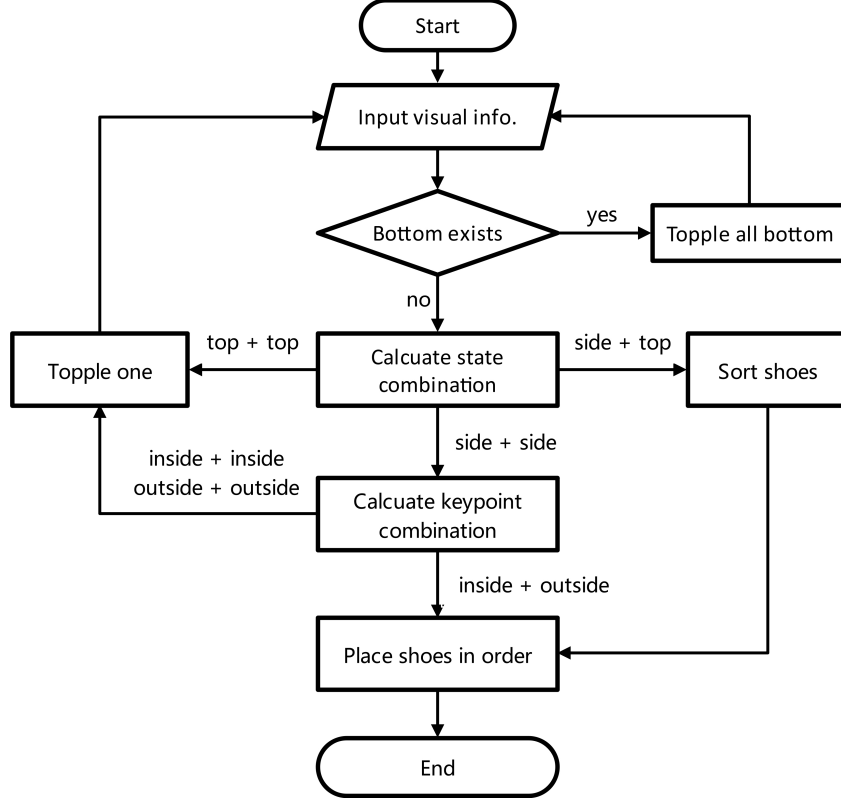 Start
Input visual info.
Bottom exists
yes
Topple all bottom
no
Topple one
top + top
Calcuate state
combination
side + top
Sort shoes
side + side
inside + inside
outside + outside
Calcuate keypoint
combination
inside + outside
Place shoes in order
End